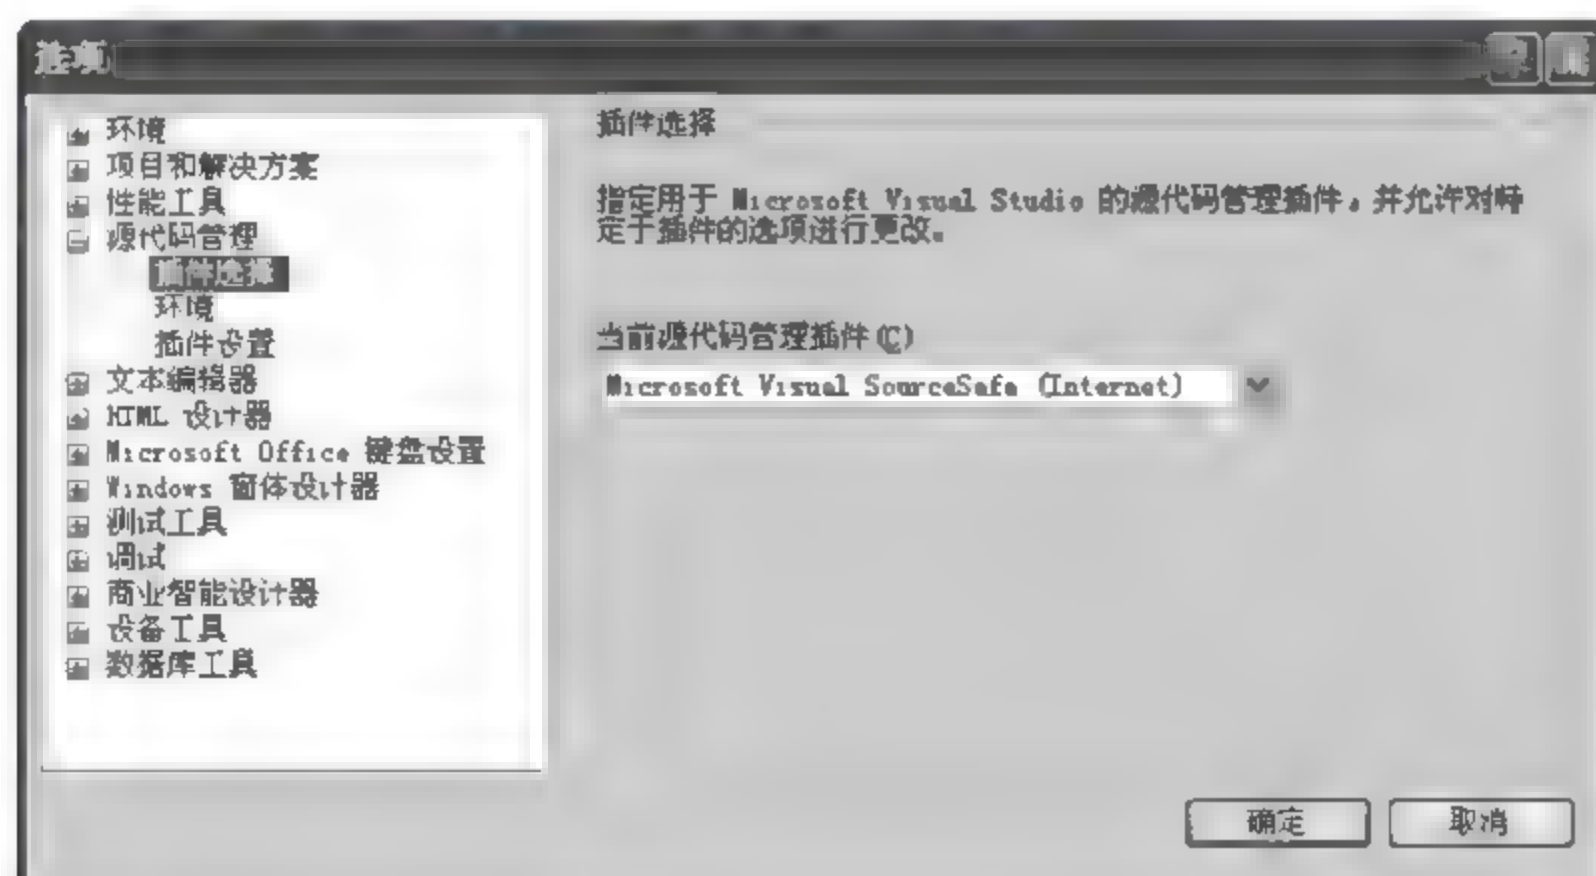 选项
环境
项目和解决方案
性能工具
源代码管理
插件选择
环境
插件设置
文本编辑器
HTML 设计器
Microsoft Office 键盘设置
Windows 窗体设计器
测试工具
调试
商业智能设计器
设备工具
数据库工具
插件选择
指定用于 Microsoft Visual Studio 的源代码管理插件，并允许对特
定于插件的选项进行更改。
当前源代码管理插件(C)
Microsoft Visual SourceSafe (Internet)
确定
取消